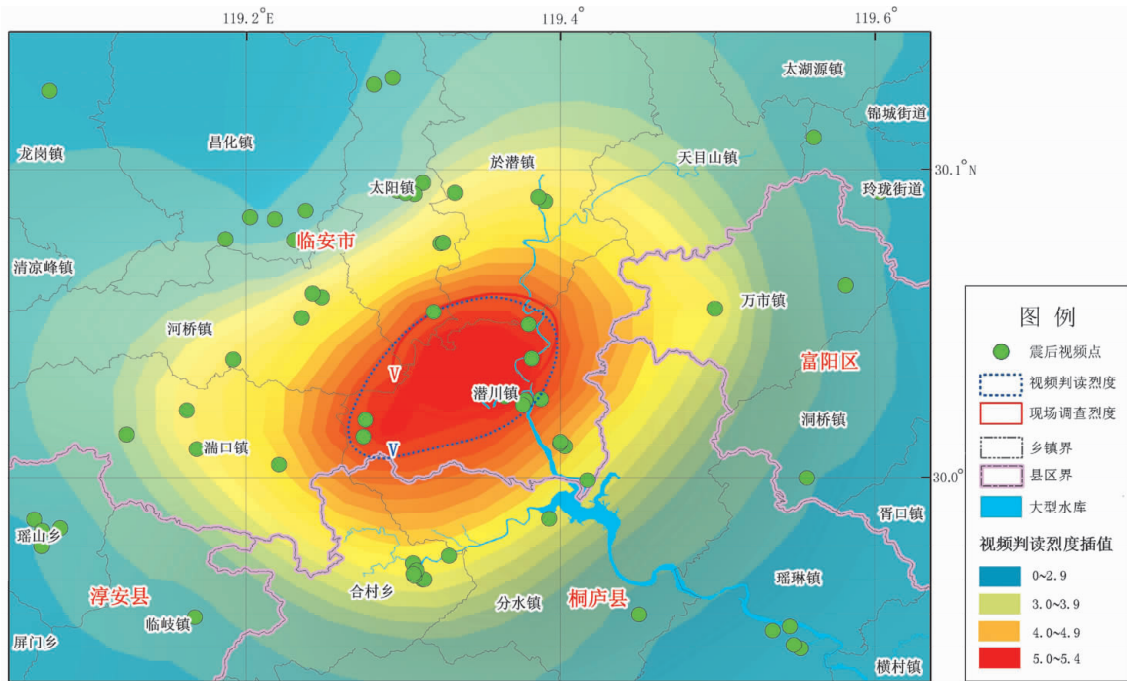 119.2°E
119.4°
119.6°
太湖源镇
锦城街道
昌化镇
龙岗镇
於潜镇
天目山镇
30.1°N
太阳镇
玲珑街道
临安市
清凉峰镇
万市镇
河桥镇
富阳区
V
潜川镇
洞桥镇
湍口镇
V
30.0°
胥口镇
瑶山乡
瑶琳镇
合村乡
分水镇
桐庐县
淳安县
临岐镇
屏门乡
横村镇
图 例
震后视频点
视频判读烈度
现场调查烈度
乡镇界
县区界
大型水库
视频判读烈度插值
0~2.9
3.0~3.9
4.0~4.9
5.0~5.4